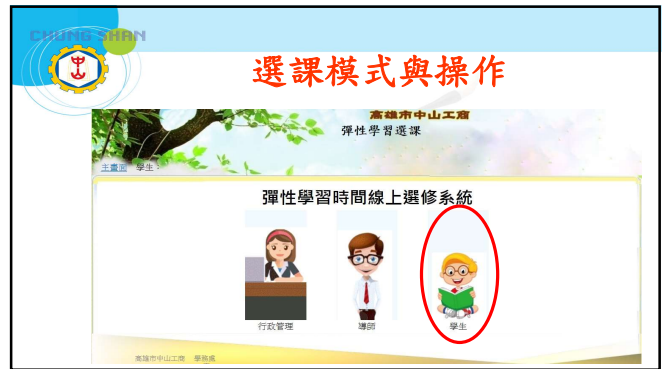 CHUNG SHAN
選課模式與操作
高雄市中山工商
彈性學習選課
主畫面 學生:
彈性學習時間線上選修系統
行政管理 導師 學生
高雄市中山工商 學務處